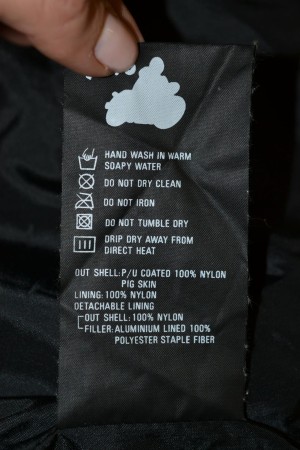 HAND WASH IN WARM
SOAPY WATER
DO NOT DRY CLEAN
DO NOT IRON
DO NOT TUMBLE DRY
DRIP DRY AWAY FROM
DIRECT HEAT
OUT SHELL: P/U COATED 100% NYLON
PIG SKIN
LINING: 100% NYLON
DETACHABLE LINING
OUT SHELL: 100% NYLON
FILLER: ALUMINIUM LINED 100%
POLYESTER STAPLE FIBER